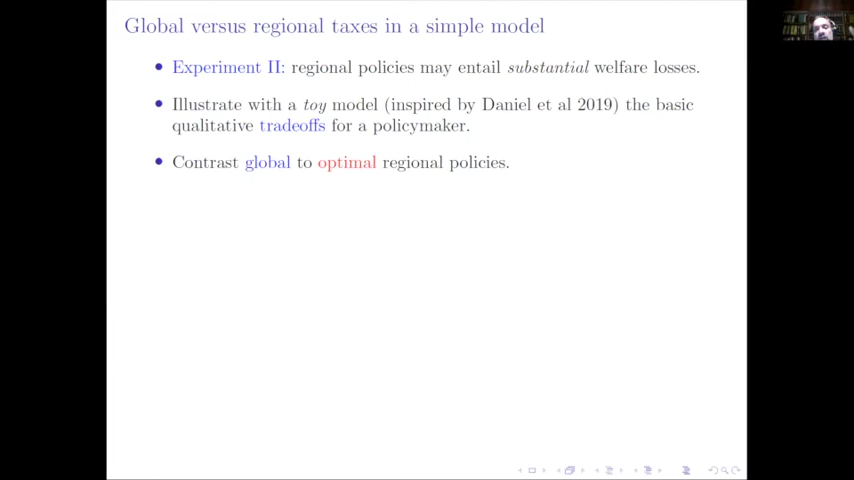 Global versus regional taxes in a simple model
Experiment II: regional policies may entail substantial welfare losses.
Illustrate with a toy model (inspired by Daniel et al 2019) the basic
qualitative tradeoffs for a policymaker.
Contrast global to optimal regional policies.